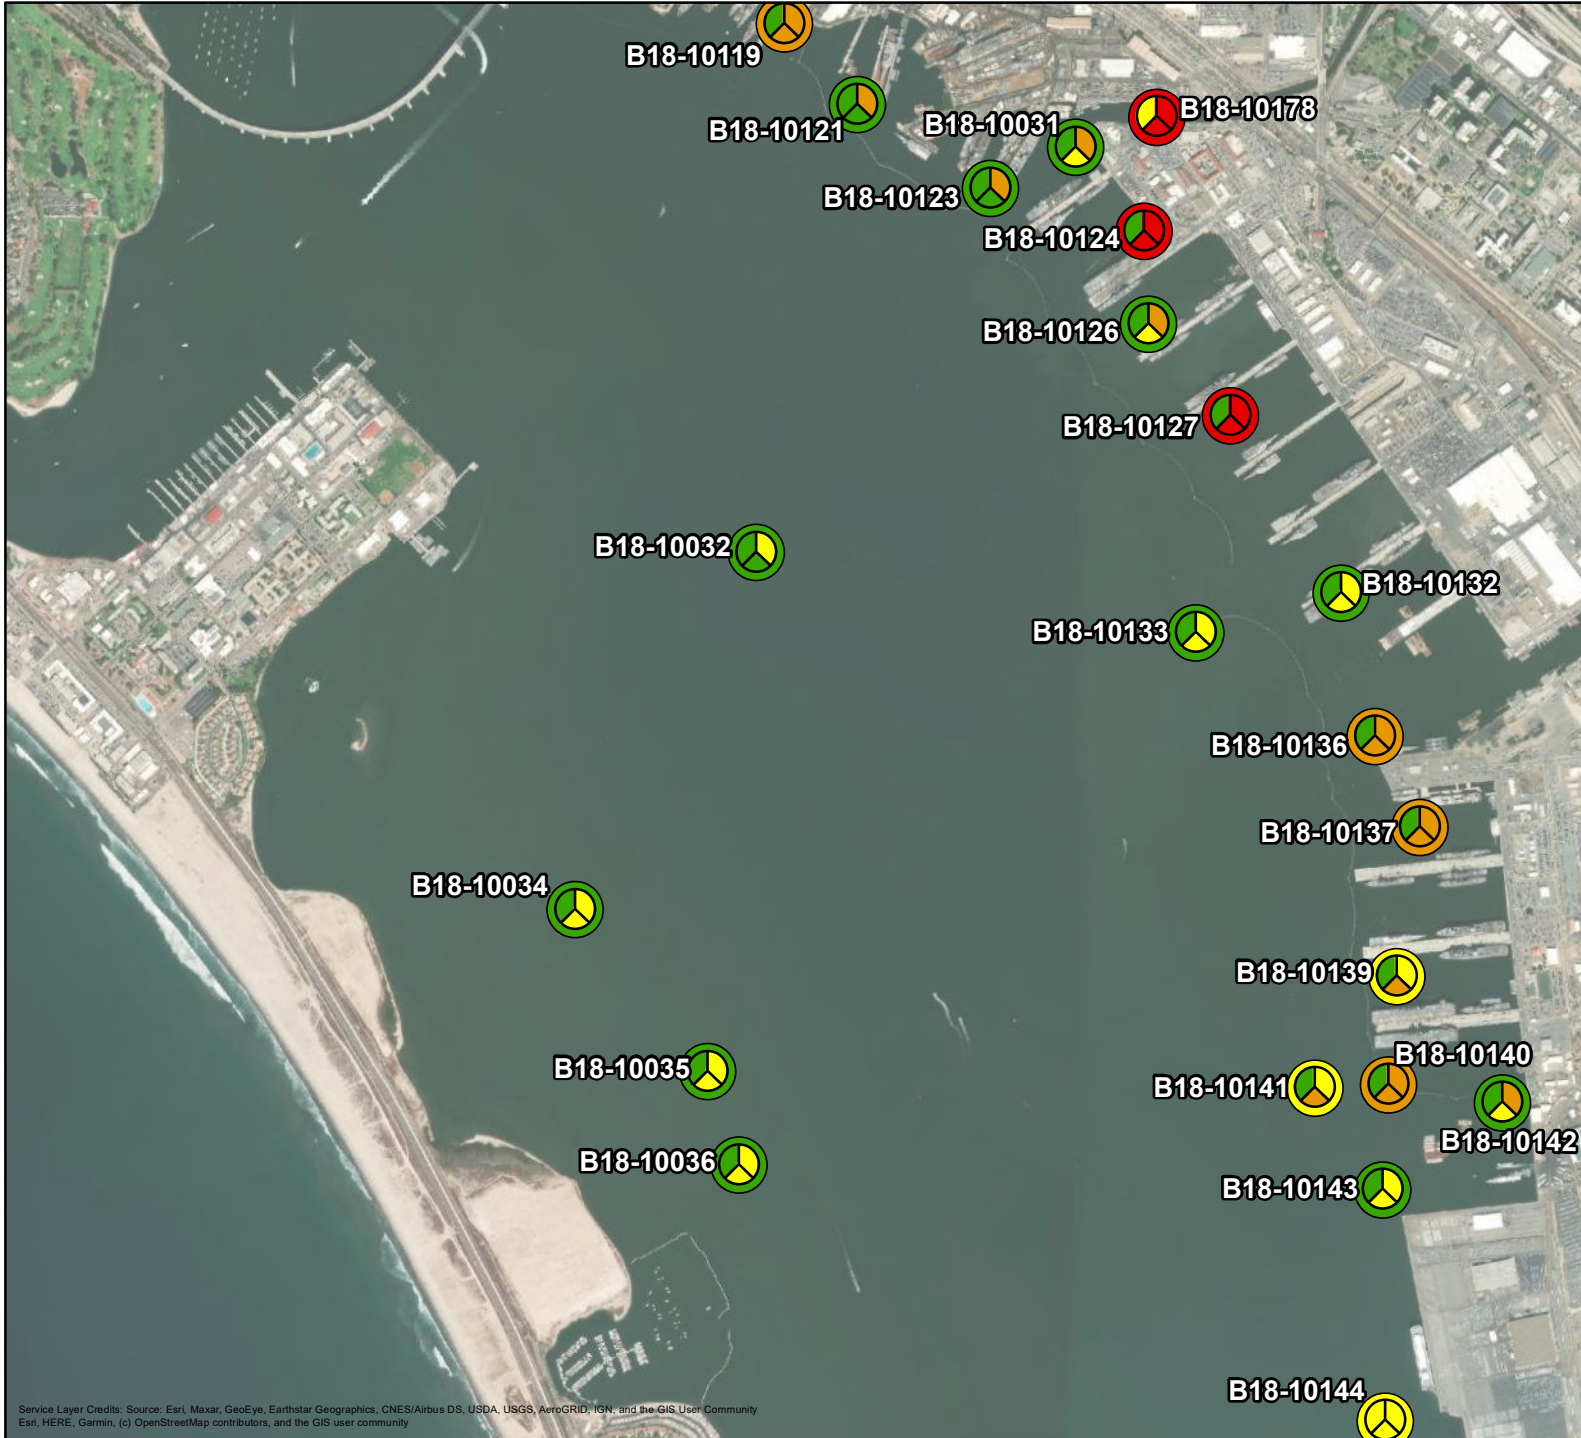 B18-10119
B18-10121
B18-10031
B18-10178
B18-10123
B18-10124
B18-10126
B18-10127
B18-10032
B18-10132
B18-10133
B18-10136
B18-10137
B18-10034
B18-10139
B18-10035
B18-10140
B18-10141
B18-10142
B18-10036
B18-10143
B18-10144
Service Layer Credits: Source: Esri, Maxar, GeoEye, Earthstar Geographics, CNES/Airbus DS, USDA, USGS, AeroGRID, IGN, and the GIS User Community
Esri, HERE, Garmin, (c) OpenStreetMap contributors, and the GIS user community